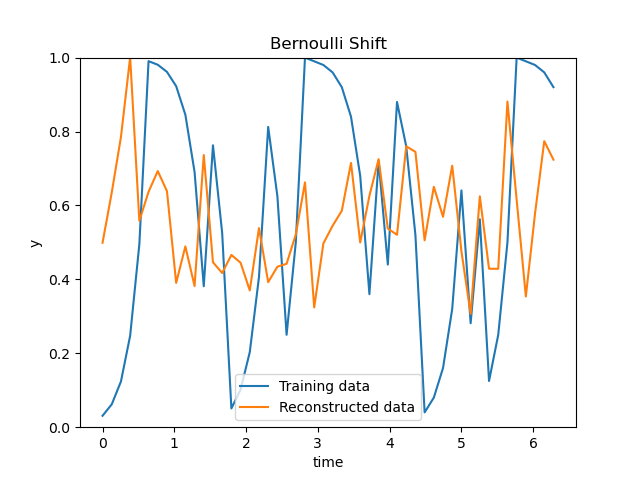 Bernoulli Shift
1.0
0.8
0.6
0.4
0.2
0.0
y
Training data
Reconstructed data
0 1 2 3 4 5 6
time